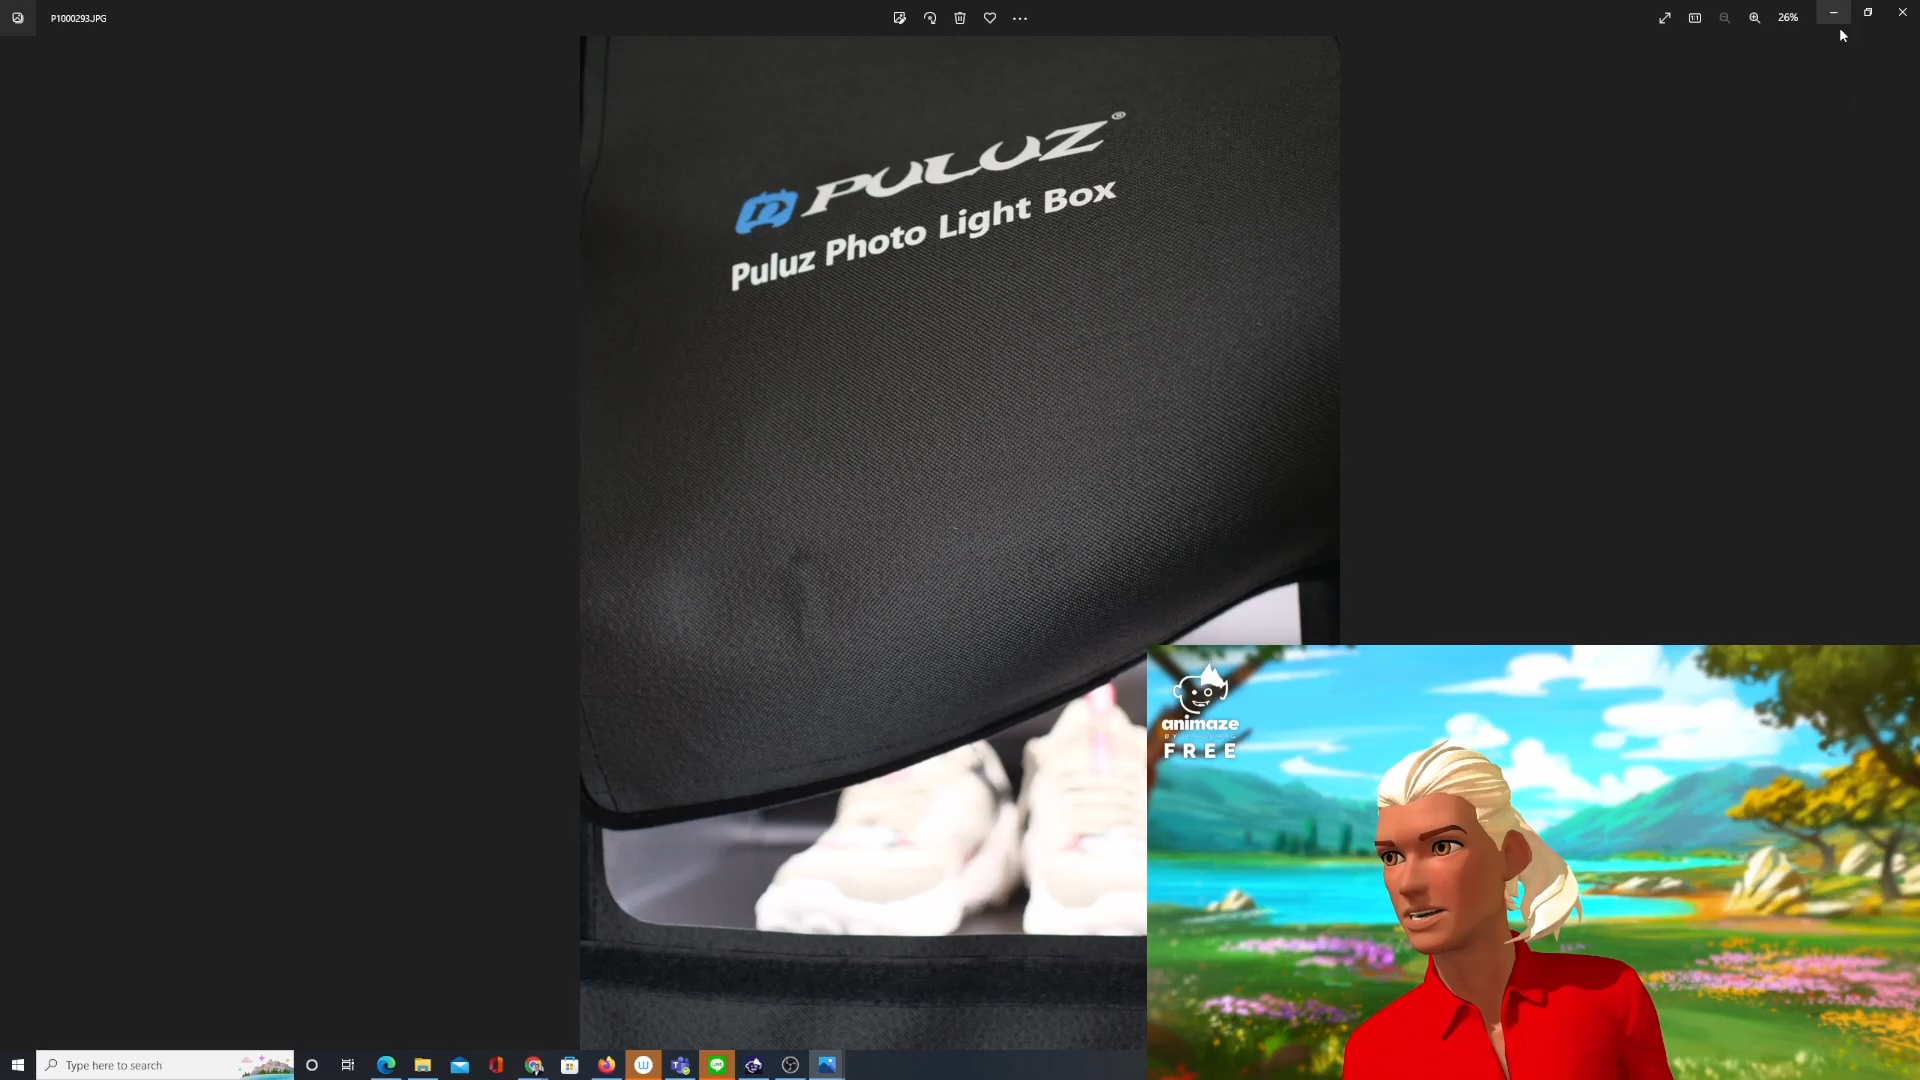 P1000293.JPG
26%
PULUZ®
Puluz Photo Light Box
animaze
FREE
Type here to search